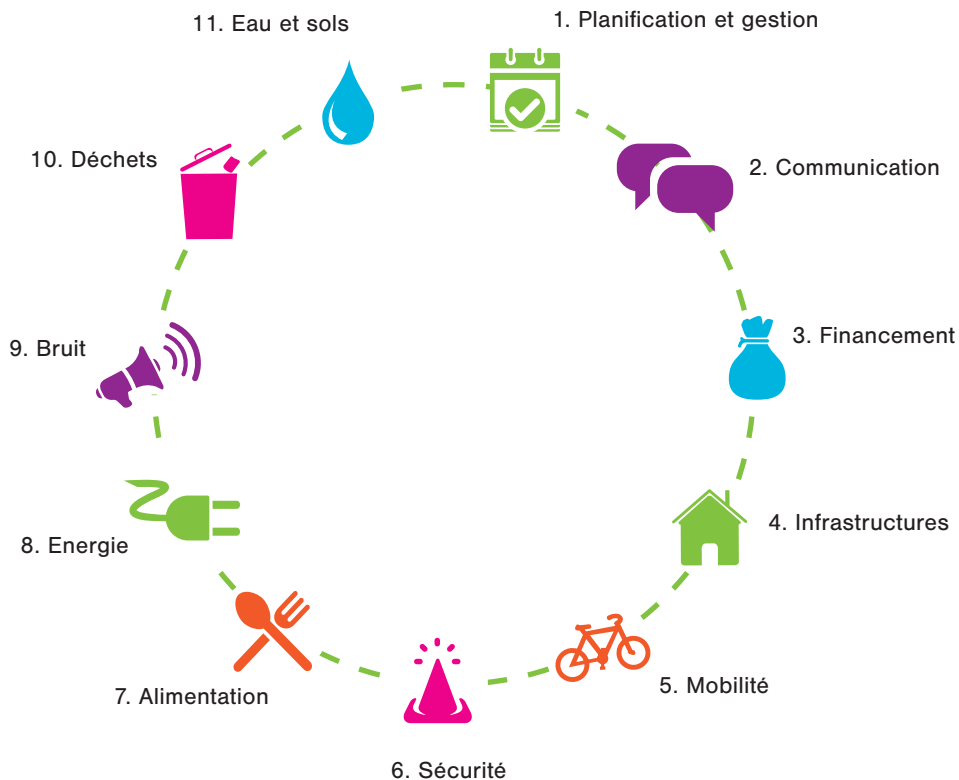 1. Planification et gestion
2. Communication
3. Financement
4. Infrastructures
5. Mobilité
6. Sécurité
7. Alimentation
8. Energie
9. Bruit
10. Déchets
11. Eau et sols